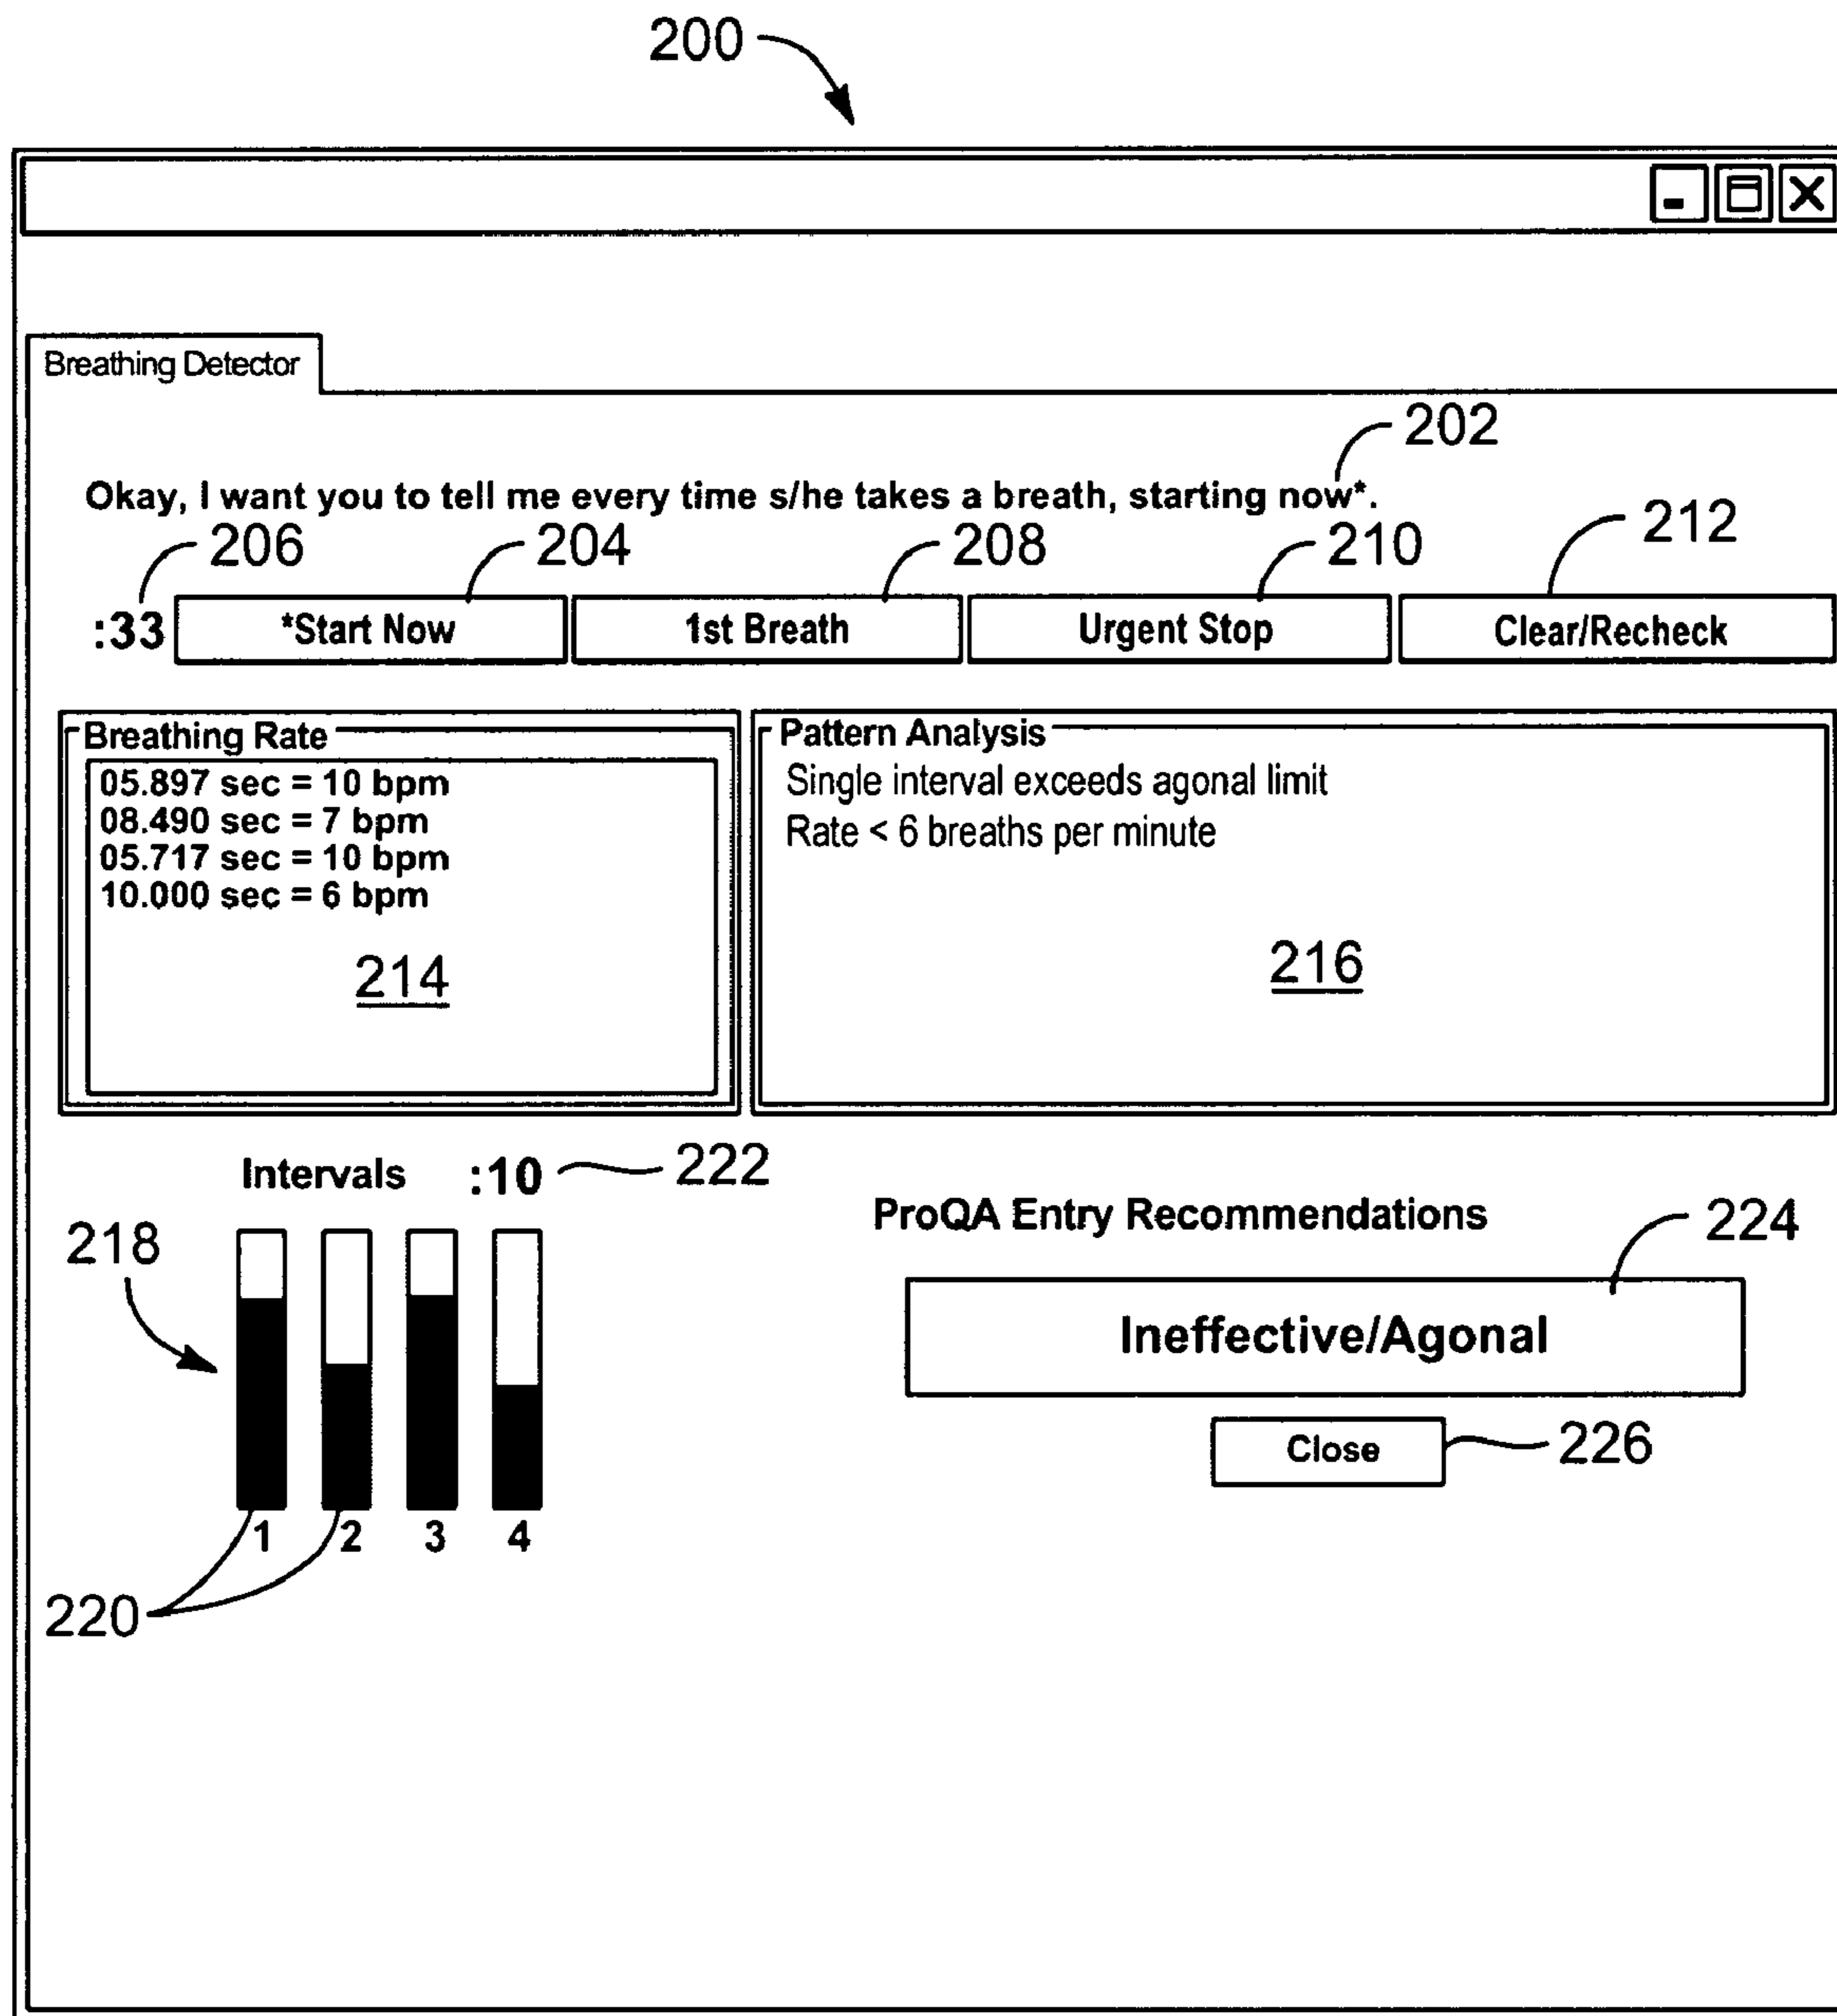 200
Breathing Detector
202
Okay, I want you to tell me every time s/he takes a breath, starting now*.
206 204 208 210 212
:33 *Start Now 1st Breath Urgent Stop Clear/Recheck
Breathing Rate
05.897 sec = 10 bpm
08.490 sec = 7 bpm
05.717 sec = 10 bpm
10.000 sec = 6 bpm
214
Pattern Analysis
Single interval exceeds agonal limit
Rate < 6 breaths per minute
216
Intervals :10 222
218
1 2 3 4
220
ProQA Entry Recommendations
224
Ineffective/Agonal
Close 226